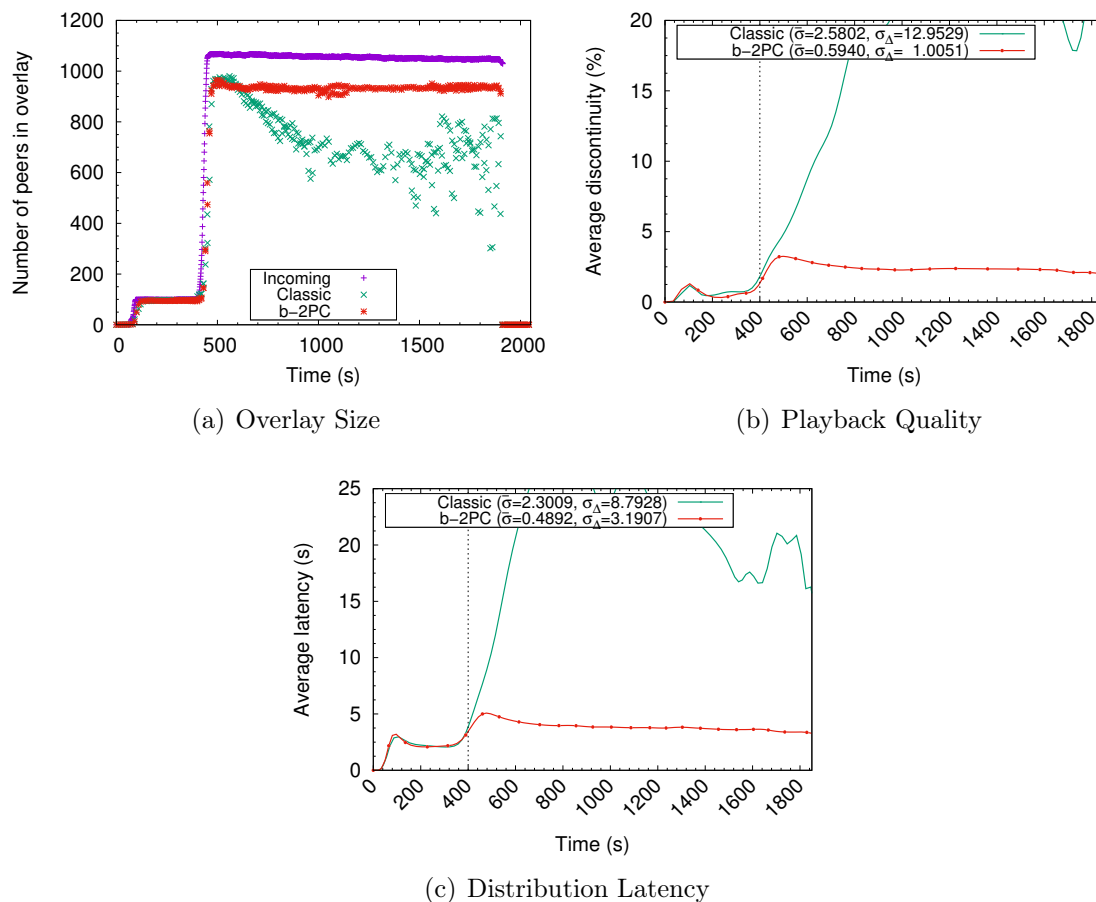 1200
1000
800
600
400
200
0
Number of peers in overlay
Incoming
Classic
b−2PC
0 500 1000 1500 2000
Time (s)
(a) Overlay Size
20
15
10
5
0
Average discontinuity (%)
Classic (σ̄=2.5802, σΔ=12.9529)
b−2PC (σ̄=0.5940, σΔ= 1.0051)
0 200 400 600 800 1000 1200 1400 1600 1800
Time (s)
(b) Playback Quality
25
20
15
10
5
0
Average latency (s)
Classic (σ̄=2.3009, σΔ=8.7928)
b−2PC (σ̄=0.4892, σΔ=3.1907)
0 200 400 600 800 1000 1200 1400 1600 1800
Time (s)
(c) Distribution Latency